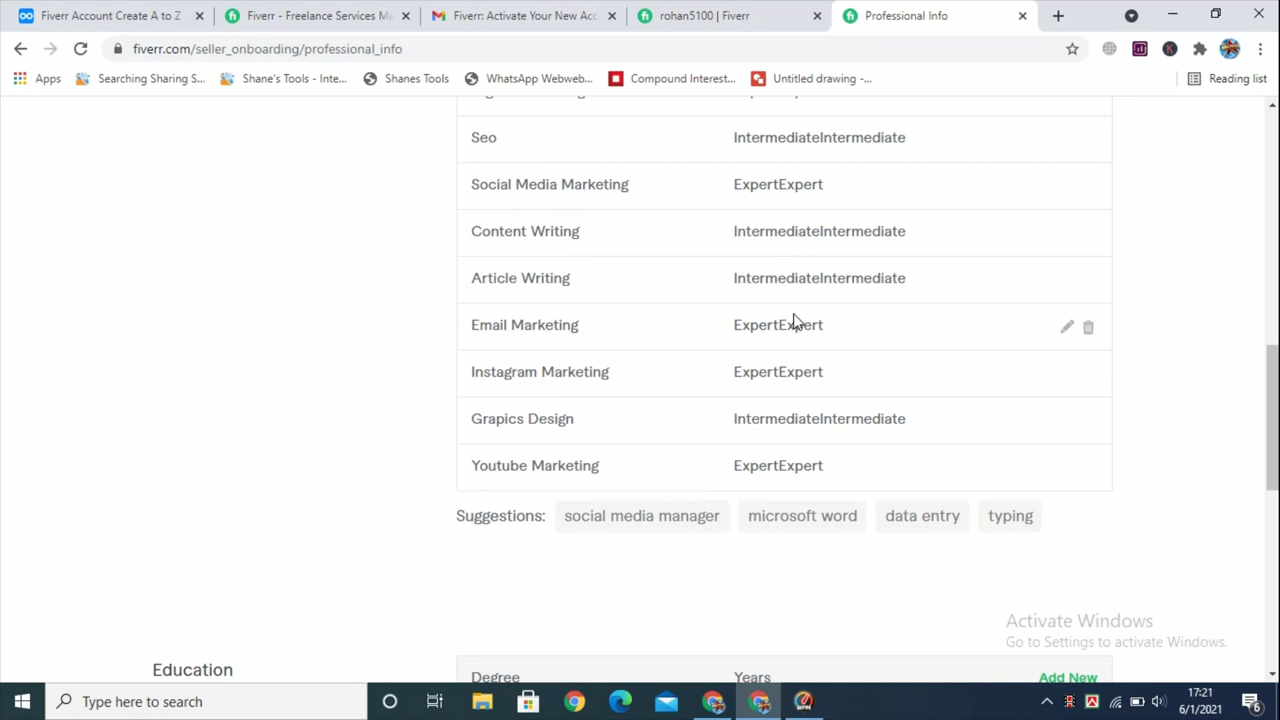 Fiverr Account Create A to Z
Fiverr - Freelance Services Ma
Fiverr: Activate Your New Acc
rohan5100 | Fiverr
Professional Info
fiverr.com/seller_onboarding/professional_info
Apps
Searching Sharing S...
Shane's Tools - Inte...
Shanes Tools
WhatsApp Webweb...
Compound Interest...
Untitled drawing -...
Reading list
Seo IntermediateIntermediate
Social Media Marketing ExpertExpert
Content Writing IntermediateIntermediate
Article Writing IntermediateIntermediate
Email Marketing ExpertExpert
Instagram Marketing ExpertExpert
Grapics Design IntermediateIntermediate
Youtube Marketing ExpertExpert
Suggestions: social media manager microsoft word data entry typing
Activate Windows
Go to Settings to activate Windows.
Education
Degree Years Add New
Type here to search
17:21
6/1/2021
6